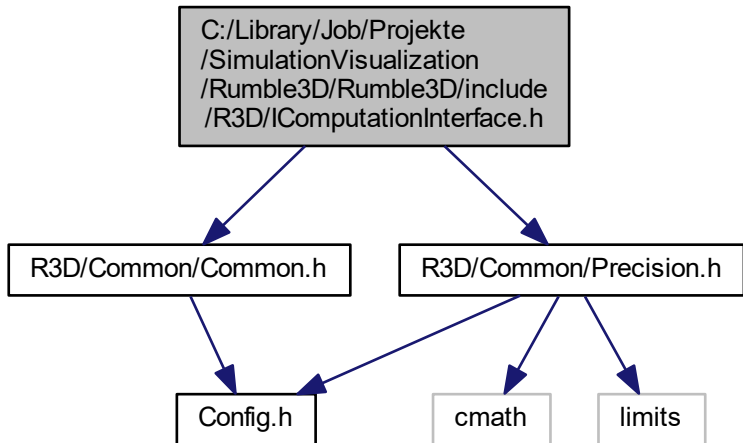 C:/Library/Job/Projekte
/SimulationVisualization
/Rumble3D/Rumble3D/include
/R3D/IComputationInterface.h
R3D/Common/Common.h
R3D/Common/Precision.h
Config.h
cmath
limits